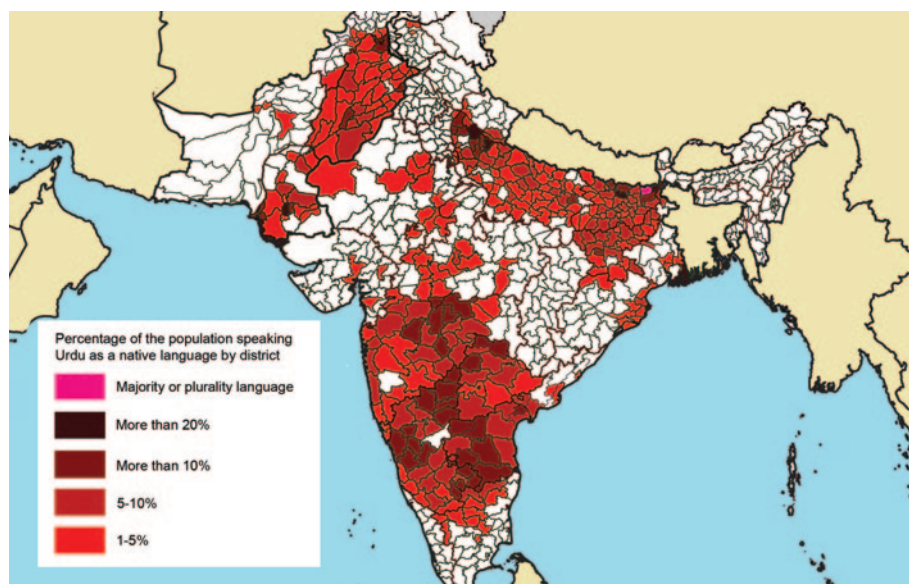 Percentage of the population speaking
Urdu as a native language by district
Majority or plurality language
More than 20%
More than 10%
5-10%
1-5%